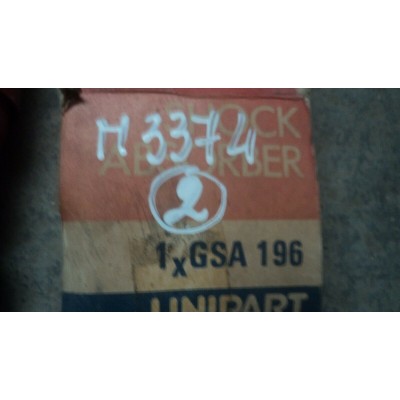 SHOCK
M 3374
ABSORBER
2
1 x GSA 196
UNIPART